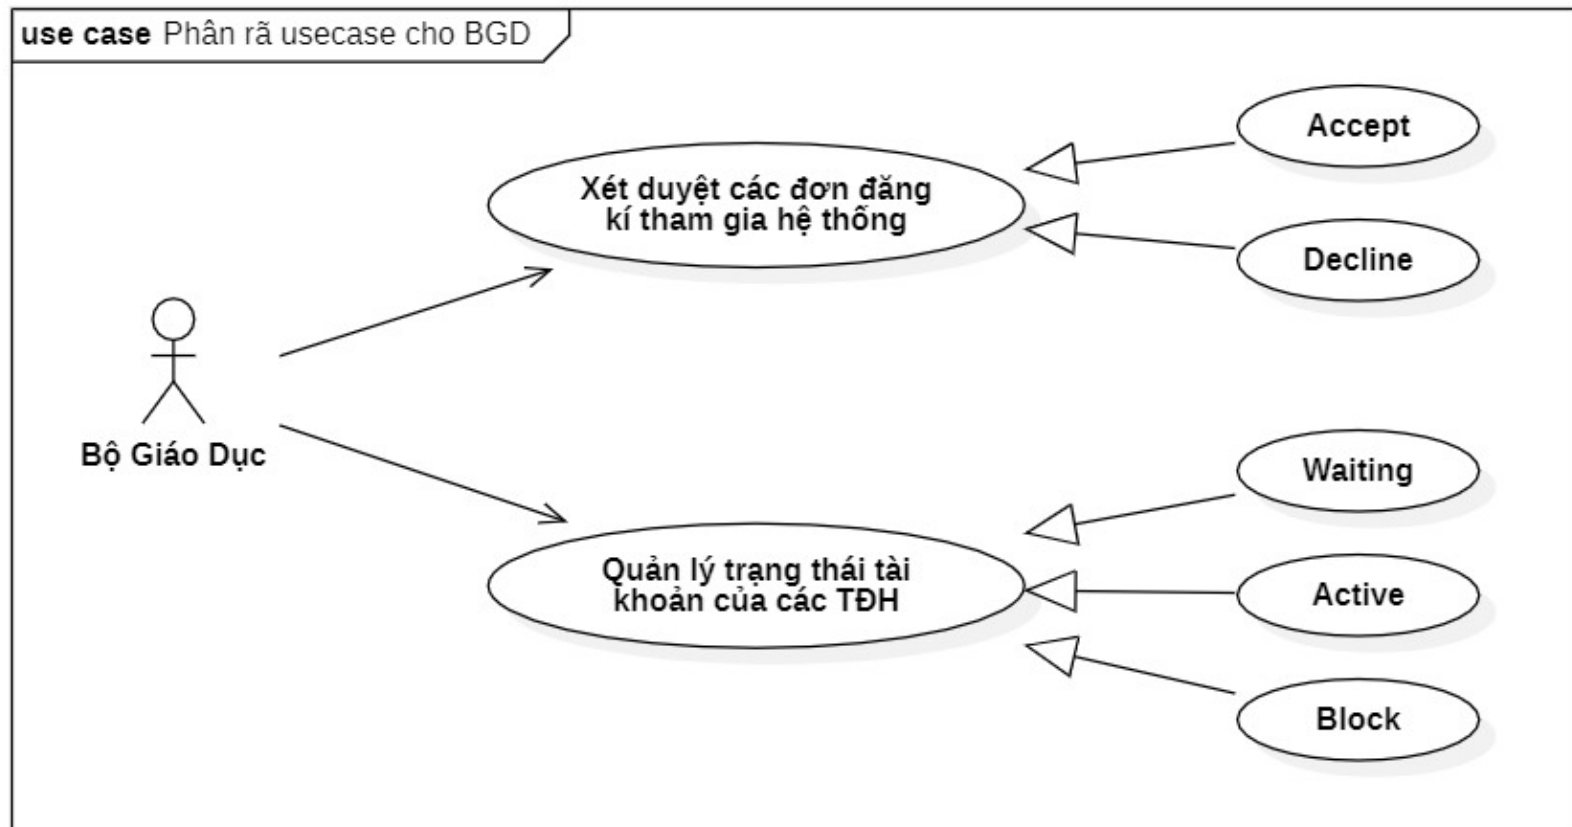 use case Phân rã usecase cho BGD
Accept
Xét duyệt các đơn đăng
kí tham gia hệ thống
Decline
Bộ Giáo Dục
Waiting
Quản lý trạng thái tài
khoản của các TĐH
Active
Block